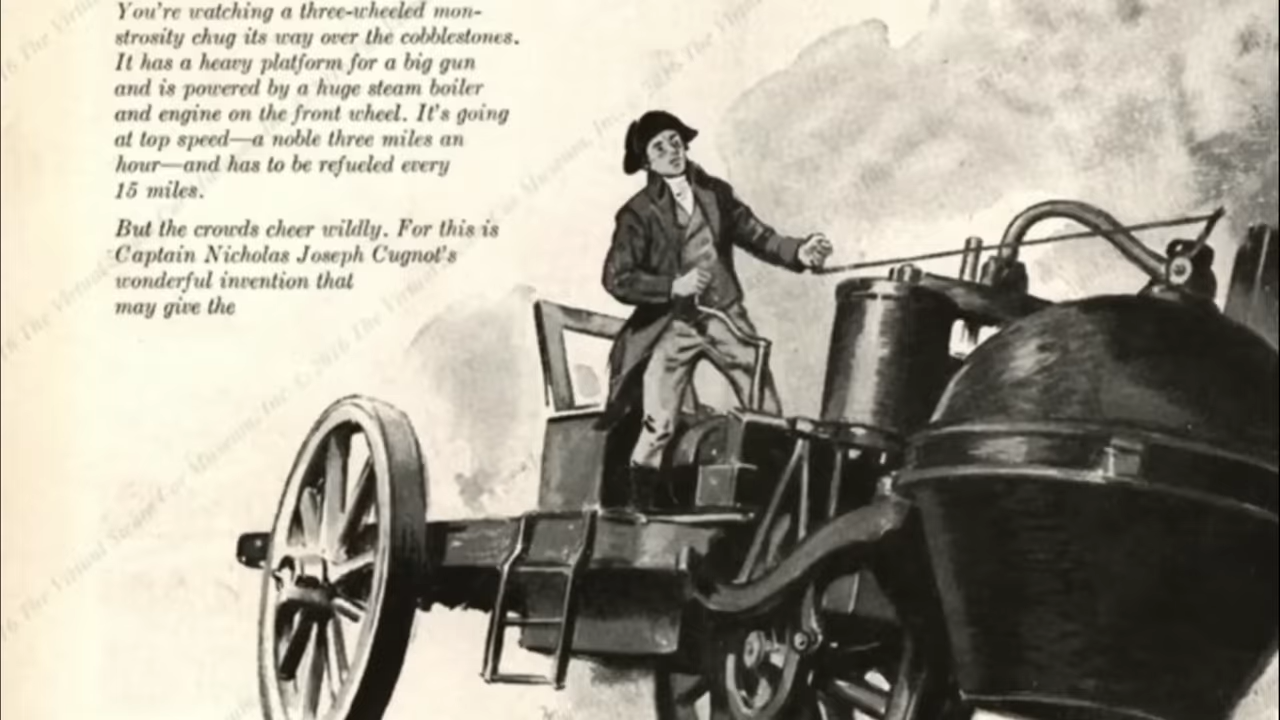 You're watching a three-wheeled mon-
strosity chug its way over the cobblestones.
It has a heavy platform for a big gun
and is powered by a huge steam boiler
and engine on the front wheel. It's going
at top speed—a noble three miles an
hour—and has to be refueled every
15 miles.
But the crowds cheer wildly. For this is
Captain Nicholas Joseph Cugnot's
wonderful invention that
may give the